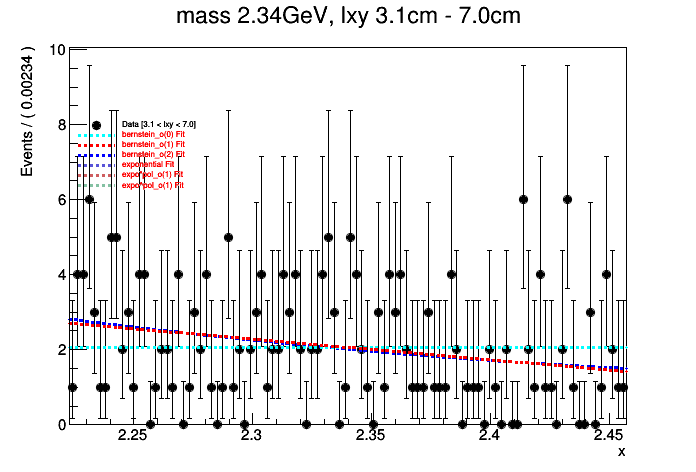 mass 2.34GeV, lxy 3.1cm - 7.0cm
Events / ( 0.00234 )
10
8
6
4
2
0
Data [3.1 < lxy < 7.0]
bernstein_o(0) Fit
bernstein_o(1) Fit
bernstein_o(2) Fit
exponential Fit
expo*pol_o(1) Fit
expo*pol_o(1) Fit
2.25 2.3 2.35 2.4 2.45
x